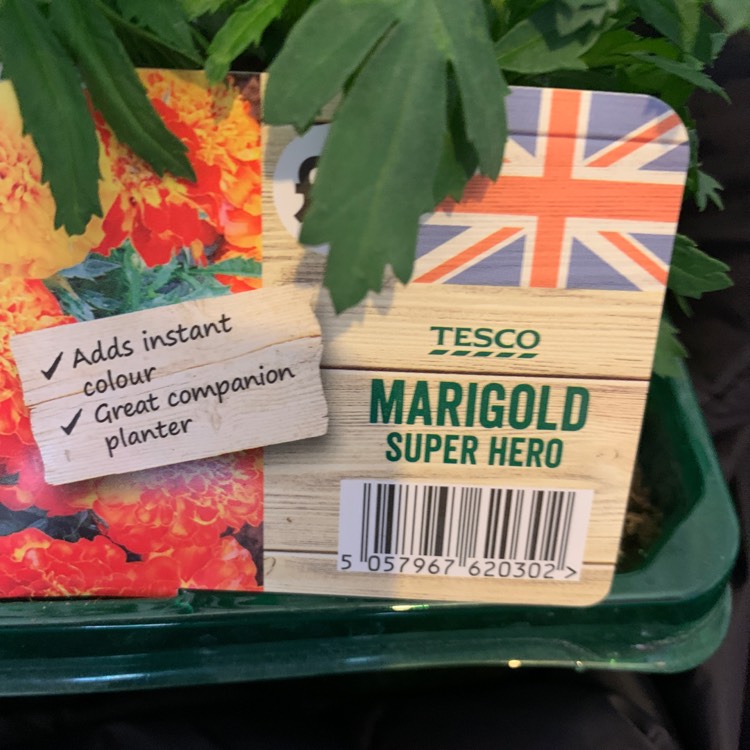 £
TESCO
MARIGOLD
SUPER HERO
✓ Adds instant
colour
✓ Great companion
planter
5 057967 620302 >